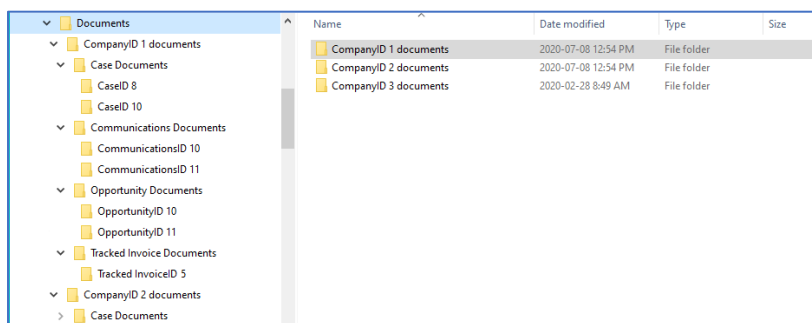 Documents
CompanyID 1 documents
Case Documents
CaseID 8
CaseID 10
Communications Documents
CommunicationsID 10
CommunicationsID 11
Opportunity Documents
OpportunityID 10
OpportunityID 11
Tracked Invoice Documents
Tracked InvoiceID 5
CompanyID 2 documents
Case Documents
Name Date modified Type Size
CompanyID 1 documents 2020-07-08 12:54 PM File folder
CompanyID 2 documents 2020-07-08 12:54 PM File folder
CompanyID 3 documents 2020-02-28 8:49 AM File folder